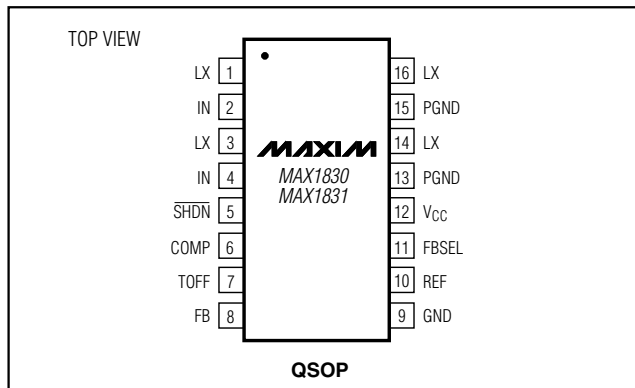 TOP VIEW
LX 1
IN 2
LX 3
IN 4
SHDN 5
COMP 6
TOFF 7
FB 8
MAXIM
MAX1830
MAX1831
16 LX
15 PGND
14 LX
13 PGND
12 VCC
11 FBSEL
10 REF
9 GND
QSOP